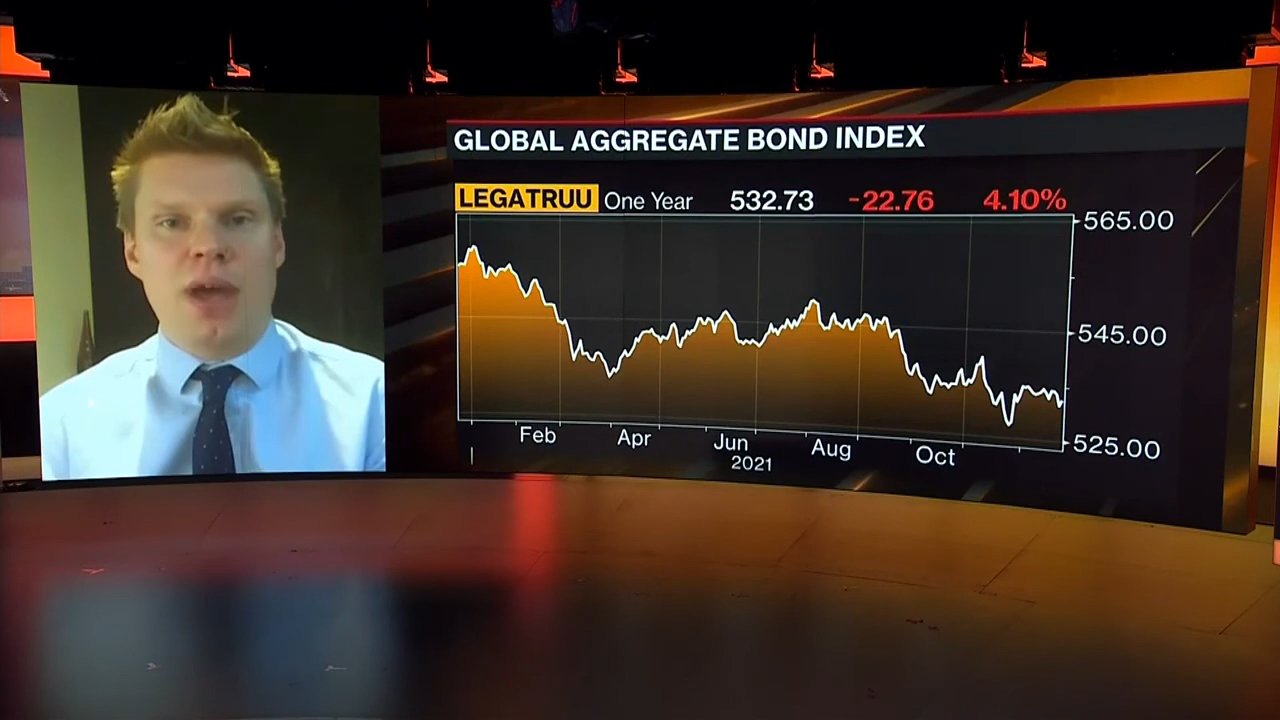 GLOBAL AGGREGATE BOND INDEX
LEGATRUU One Year 532.73 -22.76 4.10%
565.00
545.00
525.00
Feb Apr Jun Aug Oct
2021